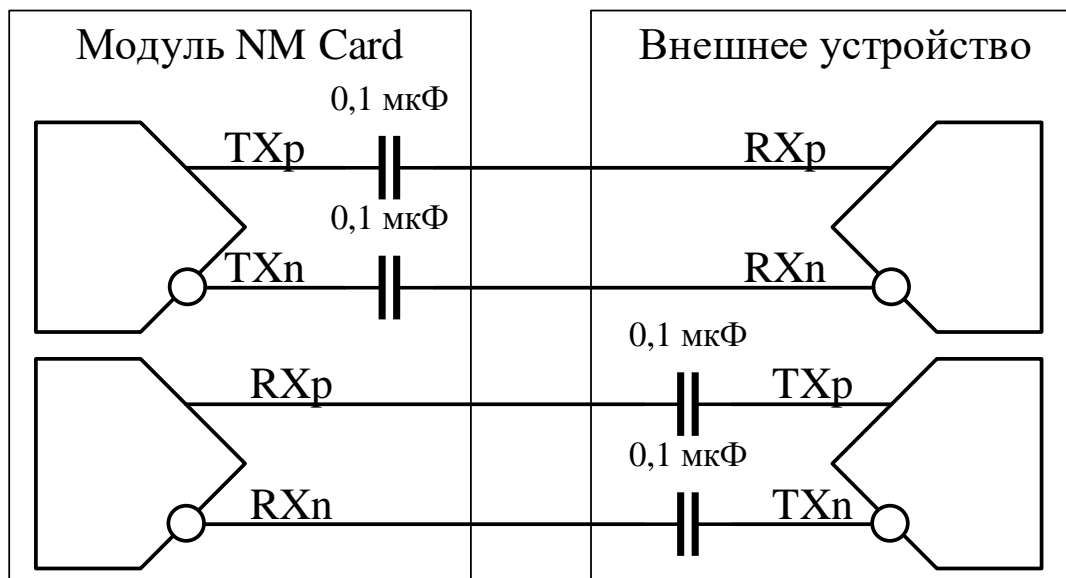 Модуль NM Card
Внешнее устройство
0,1 мкФ
TXp
RXp
0,1 мкФ
TXn
RXn
0,1 мкФ
RXp
TXp
0,1 мкФ
RXn
TXn